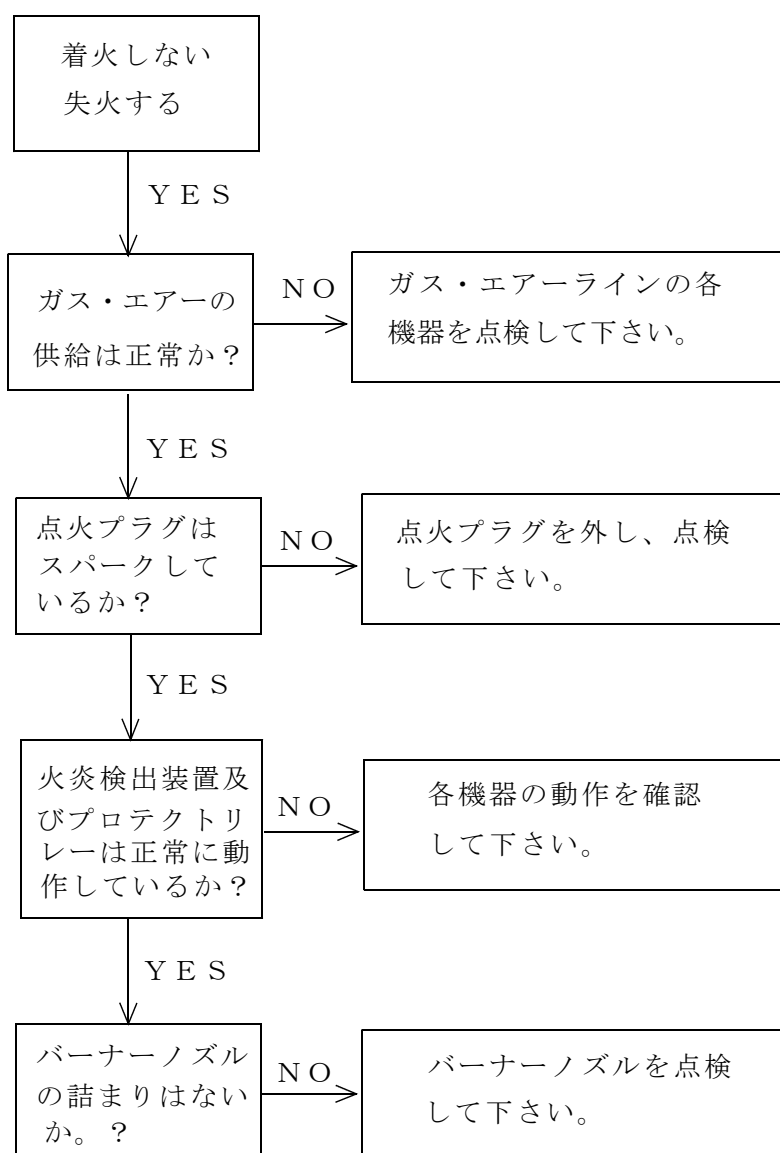 着火しない
失火する
ＹＥＳ
ガス・エアーの
供給は正常か？
ＮＯ
ガス・エアーラインの各
機器を点検して下さい。
ＹＥＳ
点火プラグは
スパークして
いるか？
ＮＯ
点火プラグを外し、点検
して下さい。
ＹＥＳ
火炎検出装置及
びプロテクトリ
レーは正常に動
作しているか？
ＮＯ
各機器の動作を確認
して下さい。
ＹＥＳ
バーナーノズル
の詰まりはない
か。？
ＮＯ
バーナーノズルを点検
して下さい。